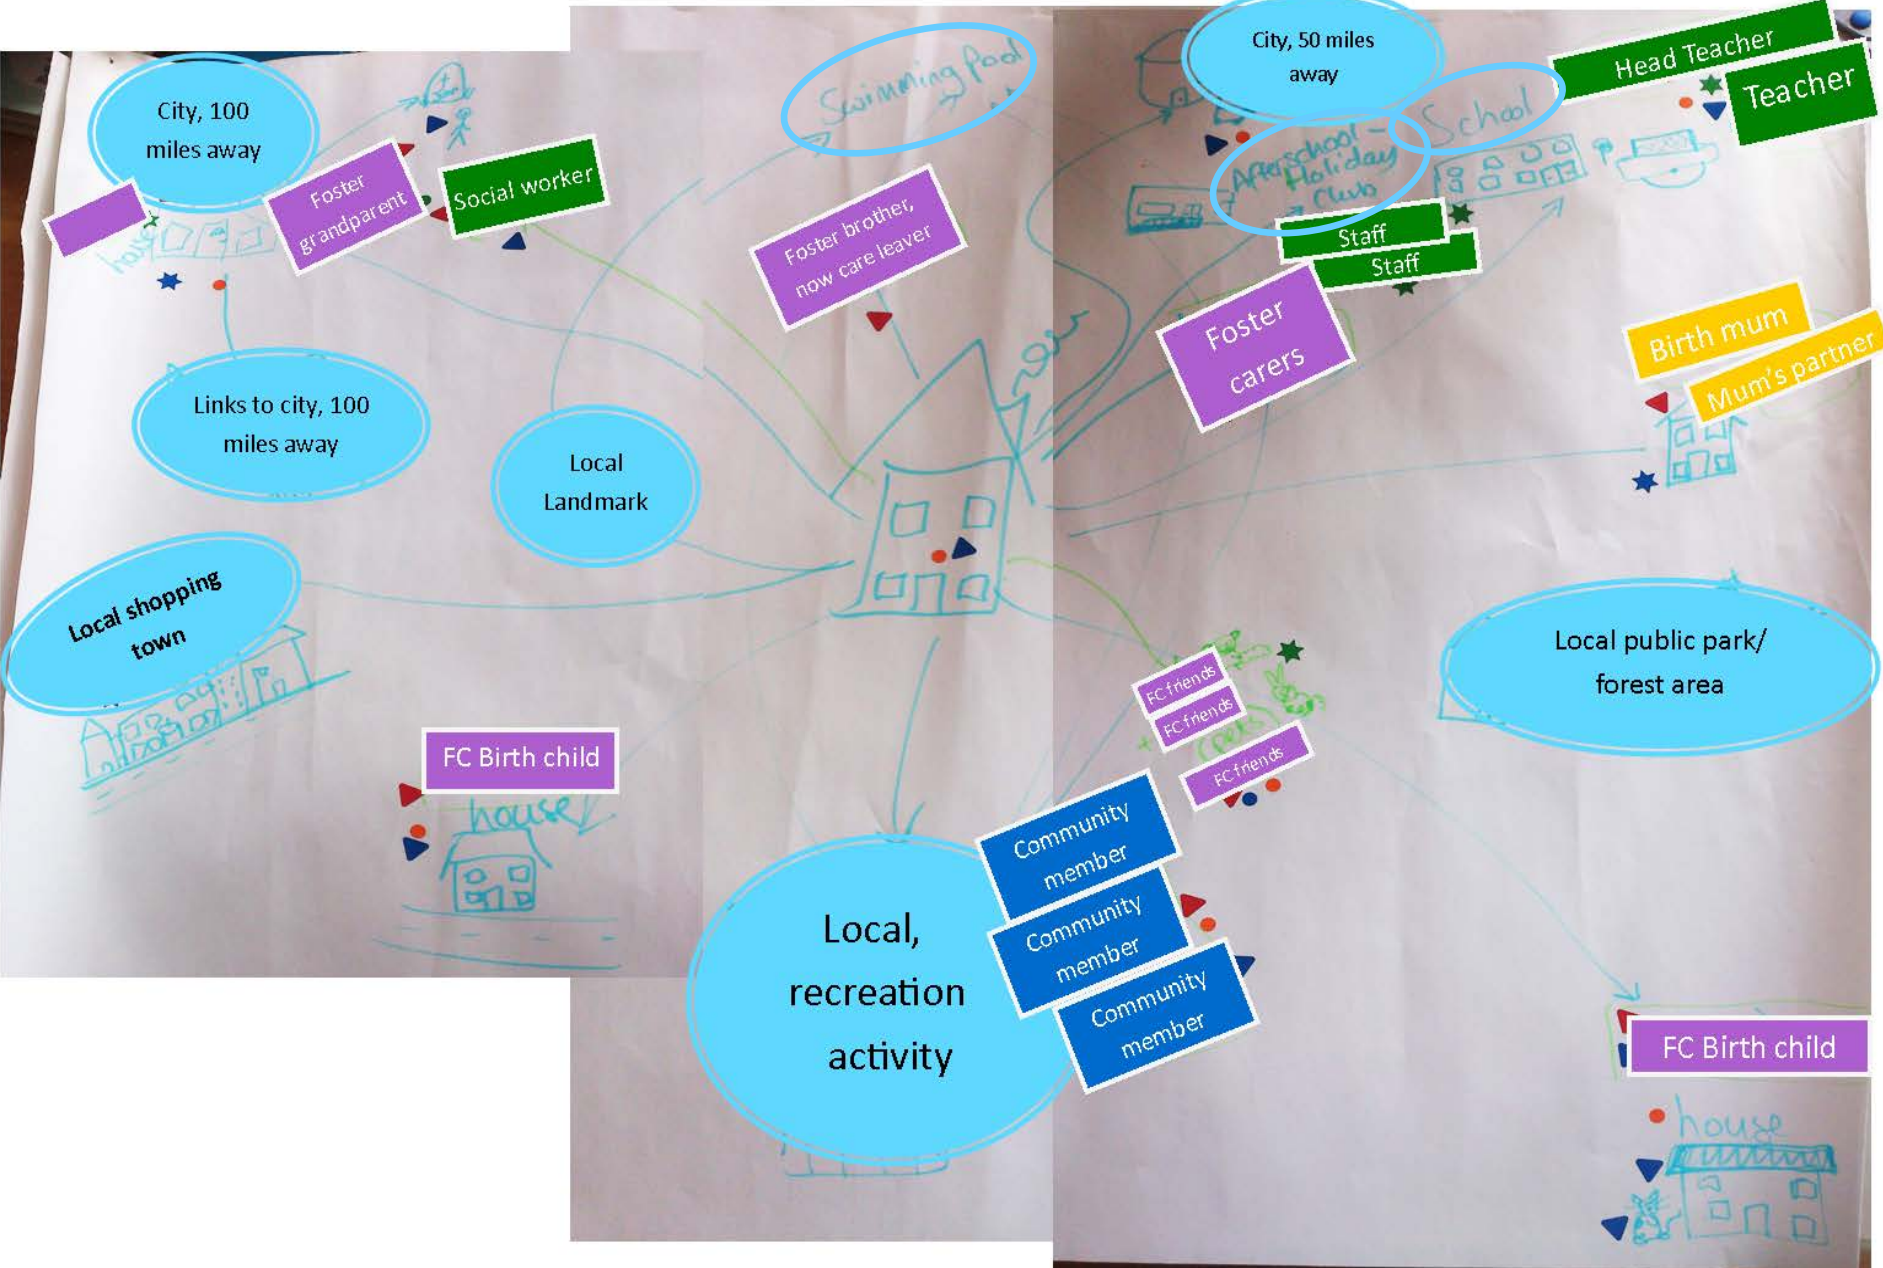 City, 100
miles away
Foster
grandparent
Social worker
house
Links to city, 100
miles away
Local
Landmark
Local shopping
town
FC Birth child
house
Swimming Pool
Foster brother,
now care leaver
City, 50 miles
away
Afterschool -
Holiday
Club
School
Head Teacher
Teacher
Staff
Staff
Foster
carers
Birth mum
Mum's partner
Local public park/
forest area
FC friends
FC friends
+
(pets)
FC friends
Community
member
Community
member
Community
member
Local,
recreation
activity
FC Birth child
house